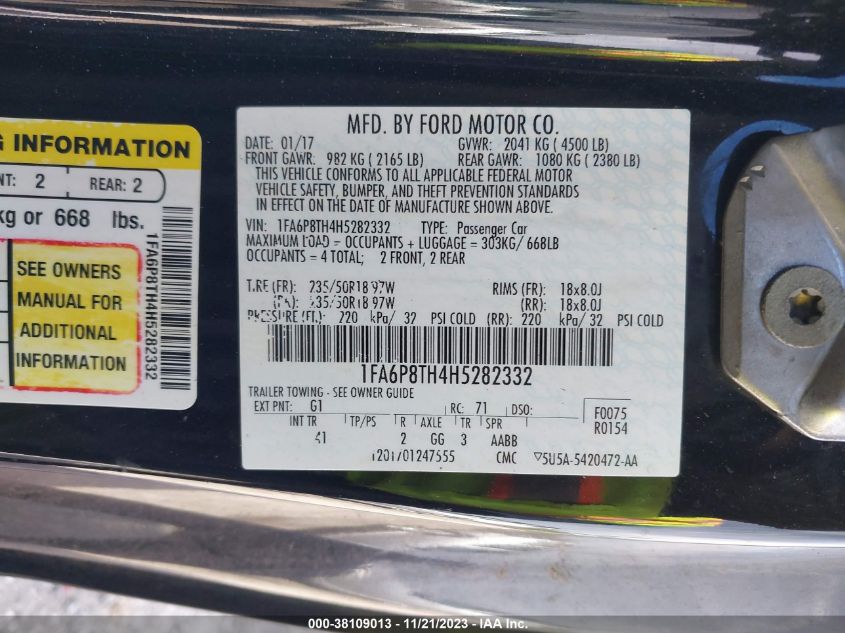 G INFORMATION
NT: 2 REAR: 2
kg or 668 lbs.
SEE OWNERS
MANUAL FOR
ADDITIONAL
INFORMATION
1FA6P8TH4H5282332
MFD. BY FORD MOTOR CO.
DATE: 01/17 GVWR: 2041 KG ( 4500 LB)
FRONT GAWR: 982 KG ( 2165 LB) REAR GAWR: 1080 KG ( 2380 LB)
THIS VEHICLE CONFORMS TO ALL APPLICABLE FEDERAL MOTOR
VEHICLE SAFETY, BUMPER, AND THEFT PREVENTION STANDARDS
IN EFFECT ON THE DATE OF MANUFACTURE SHOWN ABOVE.
VIN: 1FA6P8TH4H5282332 TYPE: Passenger Car
MAXIMUM LOAD = OCCUPANTS + LUGGAGE = 303KG/ 668LB
OCCUPANTS = 4 TOTAL: 2 FRONT, 2 REAR
(FR): 235/50R18 97W RIMS (FR): 18x8.0J
235/50R18 97W (RR): 18x8.0J
PRESSURE 220 kPa/ 32 PSI COLD (RR): 220 kPa/ 32 PSI COLD
1FA6P8TH4H5282332
TRAILER TOWING - SEE OWNER GUIDE
EXT PNT: G1 RC: 71 DSO: F0075
INT TR TP/PS R AXLE TR SPR R0154
41 2 GG 3 AABB
CMC 5U5A-5420472-AA
000-38109013 - 11/21/2023 - IAA Inc.